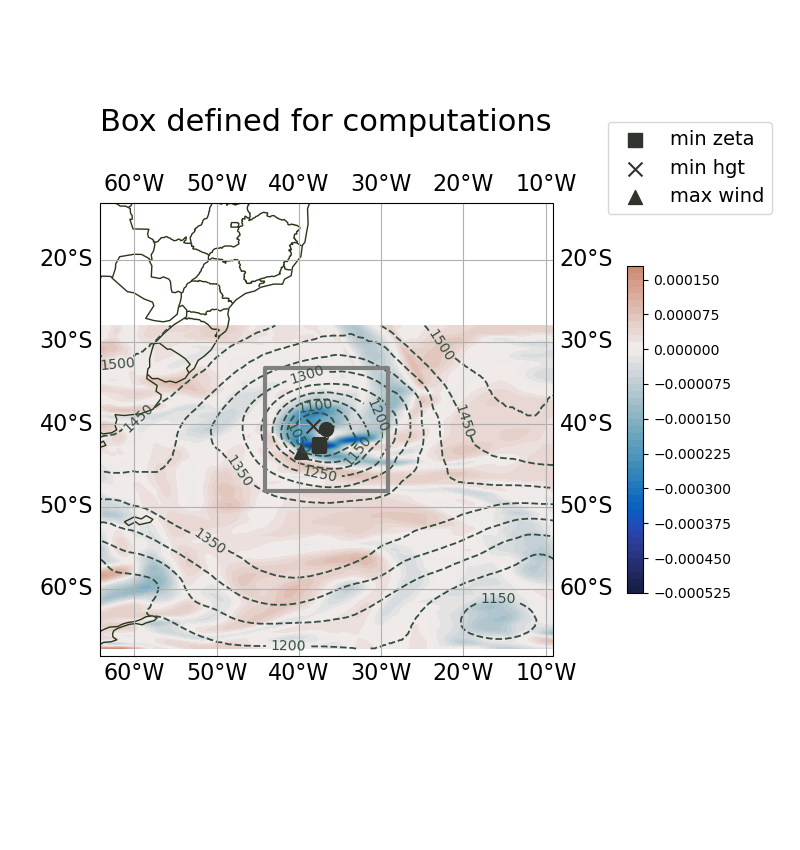 Box defined for computations
min zeta
min hgt
max wind
60°W 50°W 40°W 30°W 20°W 10°W
20°S 20°S
30°S 30°S
40°S 40°S
50°S 50°S
60°S 60°S
60°W 50°W 40°W 30°W 20°W 10°W
1500
1500
1450
1450
1300
1100
1200
1150
1250
1350
1350
1150
1200
0.000150
0.000075
0.000000
−0.000075
−0.000150
−0.000225
−0.000300
−0.000375
−0.000450
−0.000525